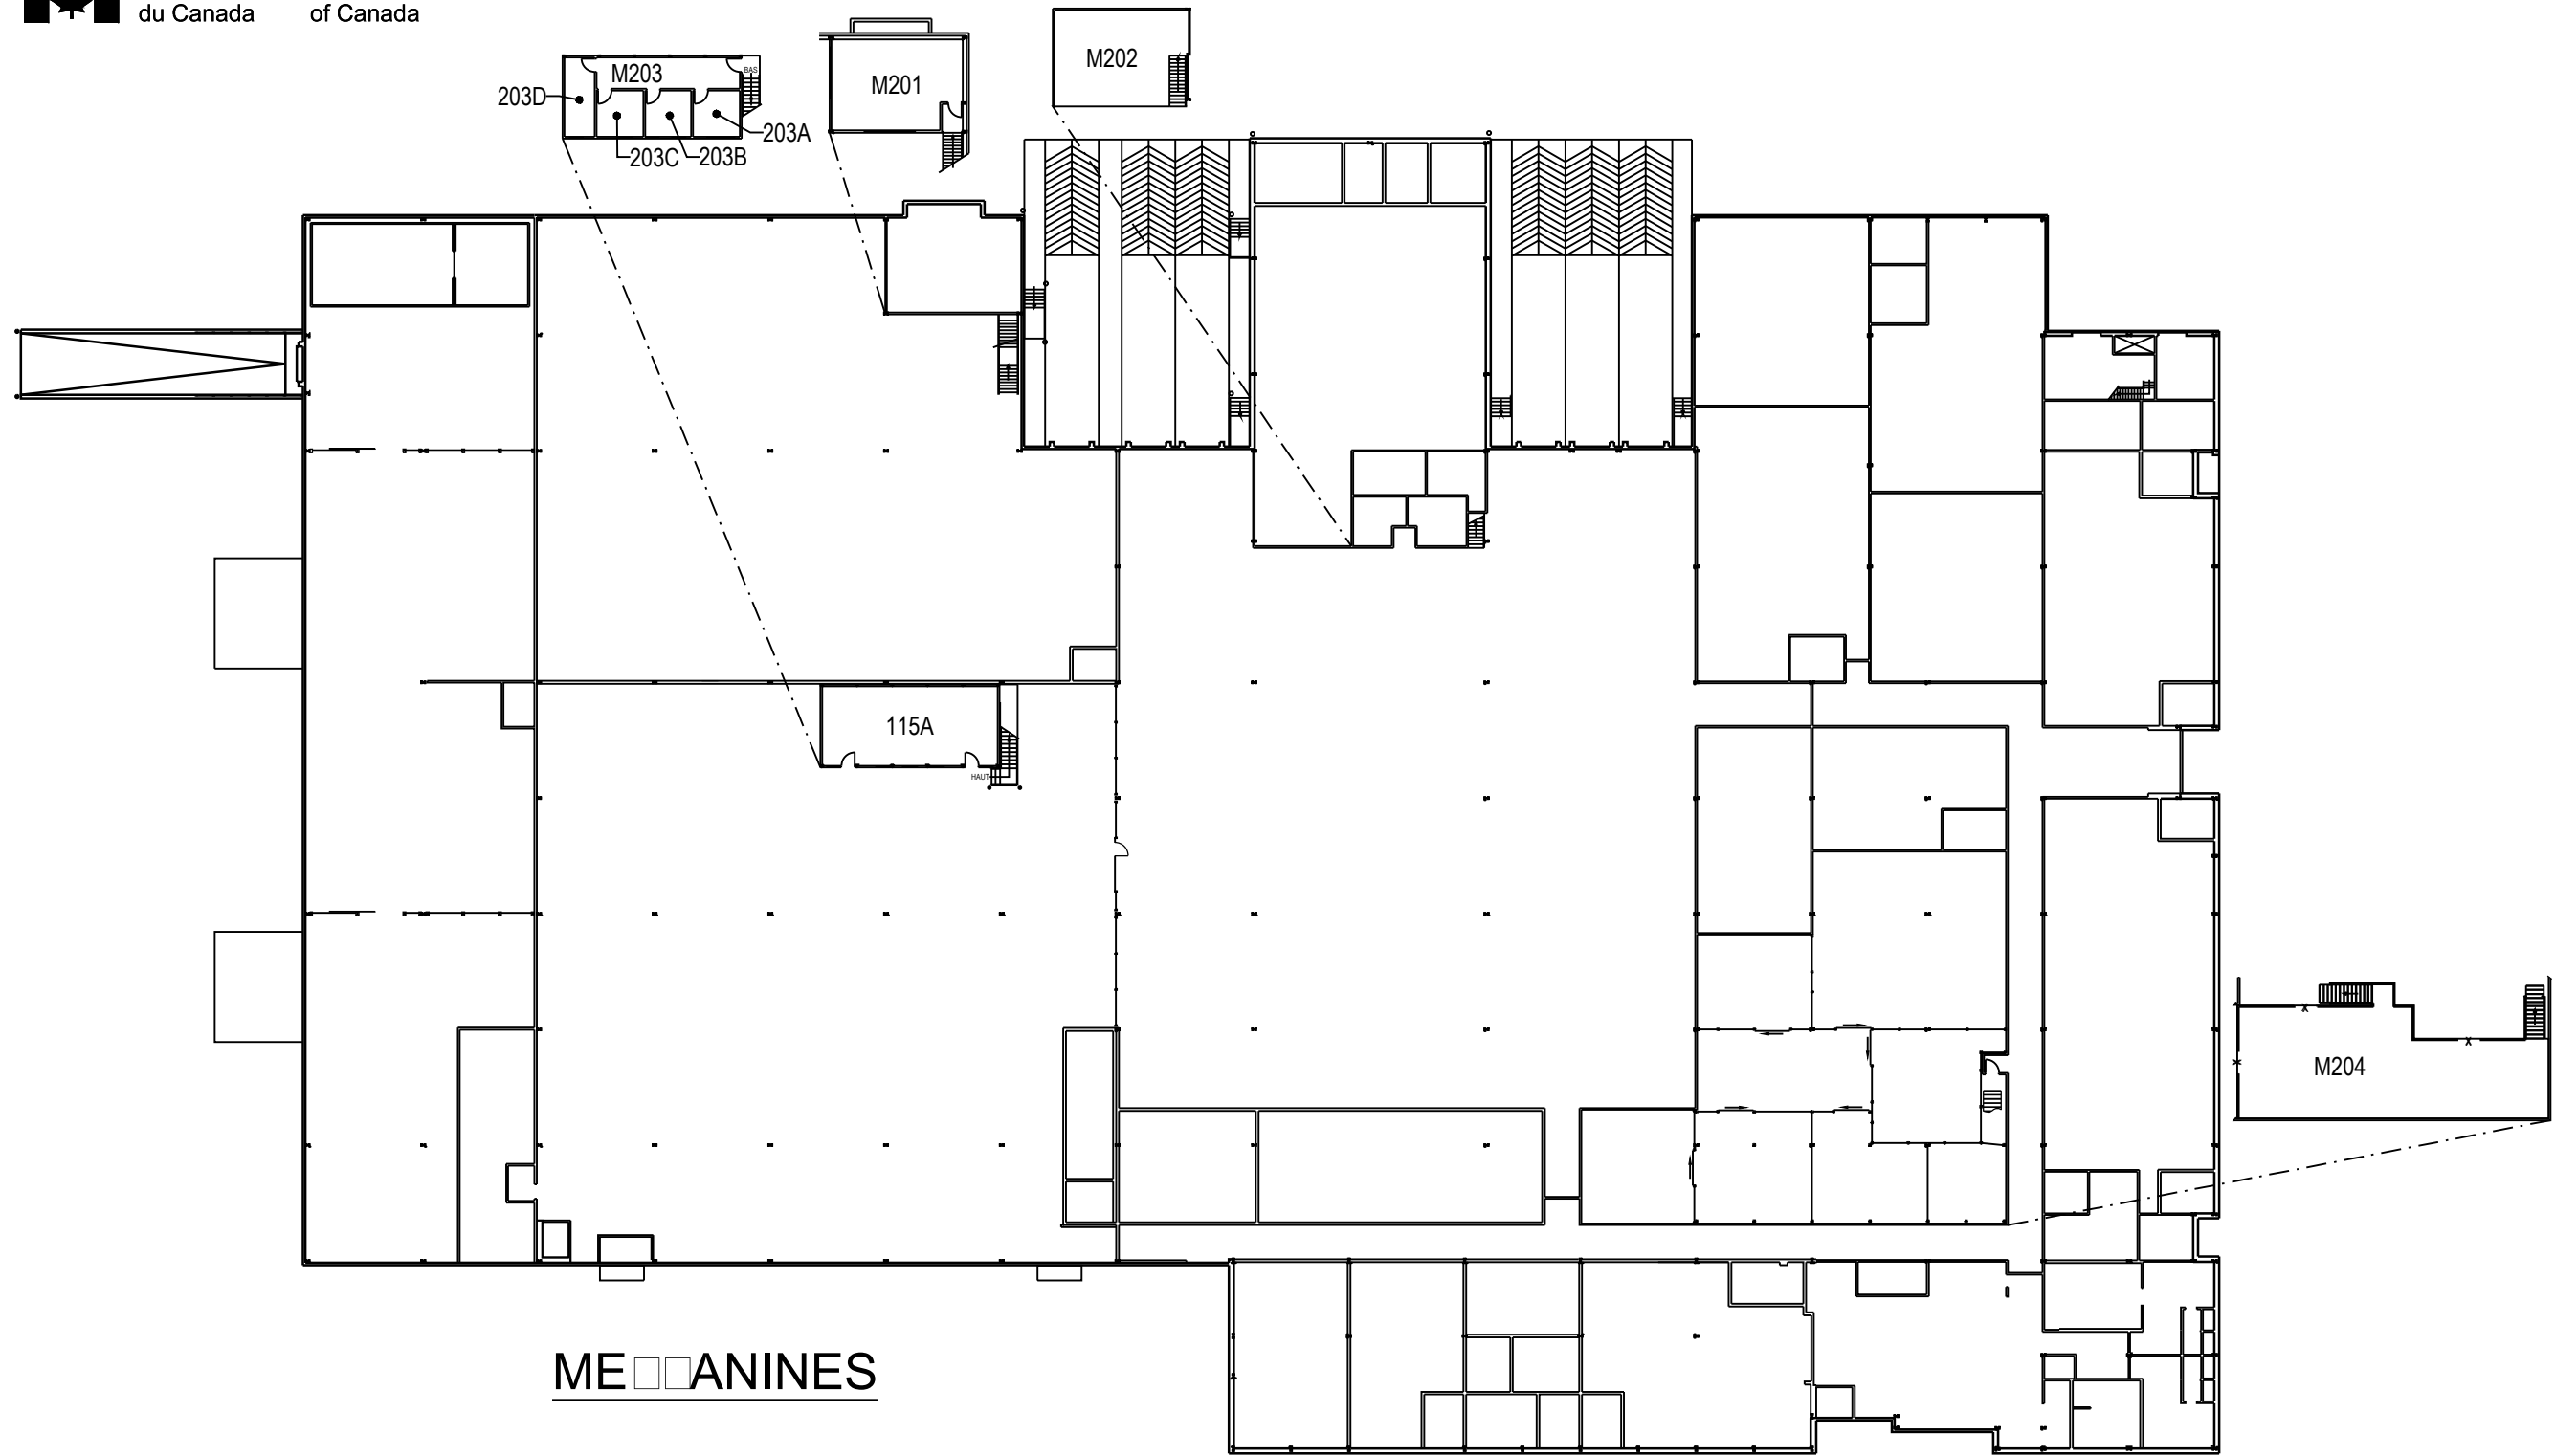 du Canada of Canada
M203
BAS
203D
203A
203C
203B
M201
M202
115A
HAUT
M204
ME□□ANINES